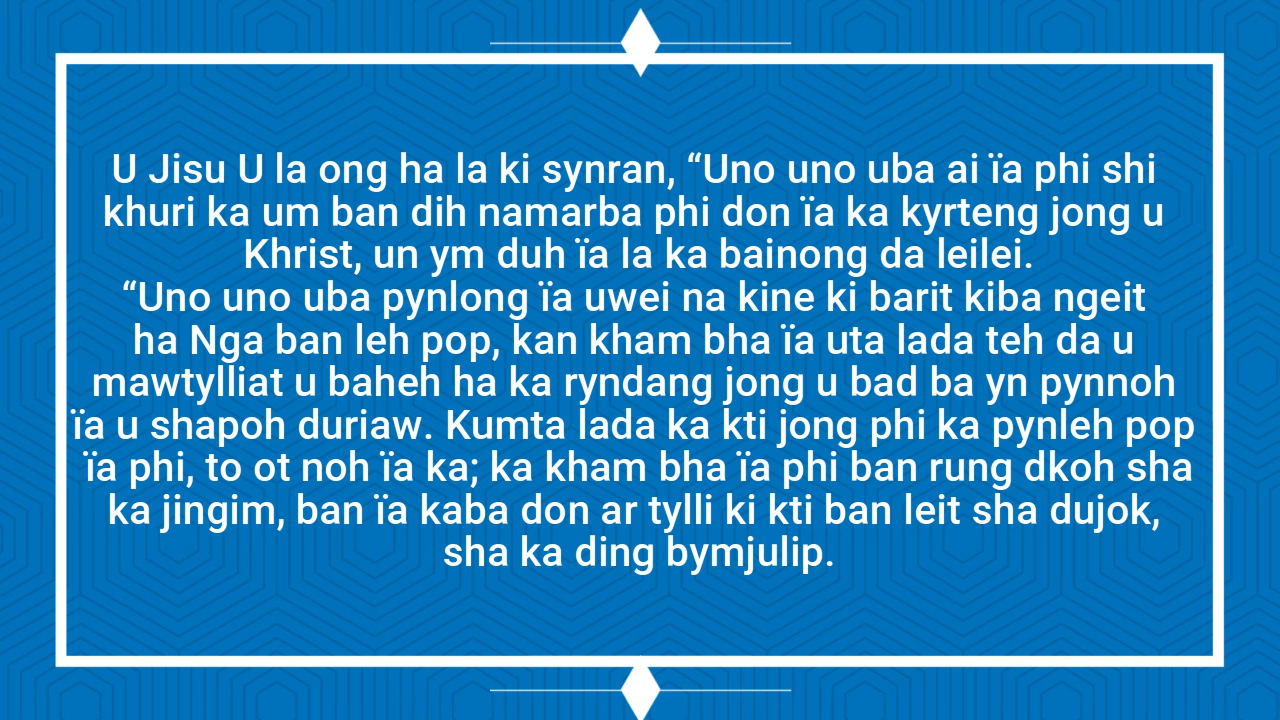 U Jisu U la ong ha la ki synran, “Uno uno uba ai ïa phi shi
khuri ka um ban dih namarba phi don ïa ka kyrteng jong u
Khrist, un ym duh ïa la ka bainong da leilei.
“Uno uno uba pynlong ïa uwei na kine ki barit kiba ngeit
ha Nga ban leh pop, kan kham bha ïa uta lada teh da u
mawtylliat u baheh ha ka ryndang jong u bad ba yn pynnoh
ïa u shapoh duriaw. Kumta lada ka kti jong phi ka pynleh pop
ïa phi, to ot noh ïa ka; ka kham bha ïa phi ban rung dkoh sha
ka jingim, ban ïa kaba don ar tylli ki kti ban leit sha dujok,
sha ka ding bymjulip.